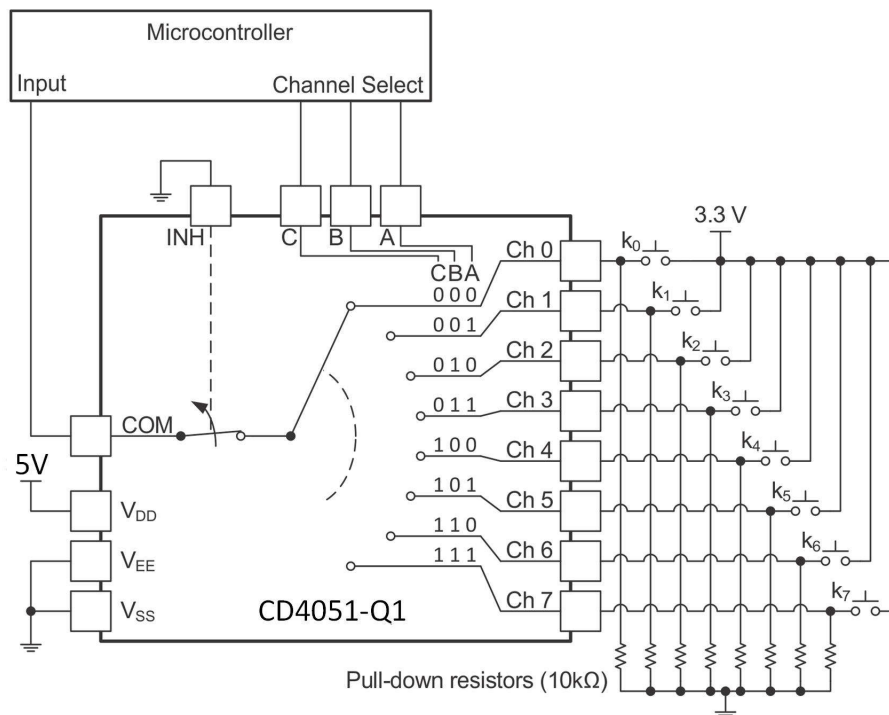 Microcontroller
Input
Channel Select
3.3 V
INH
C
B
A
CBA
Ch 0
k0
000
Ch 1
k1
001
Ch 2
k2
010
Ch 3
k3
011
COM
Ch 4
k4
100
5V
Ch 5
k5
101
VDD
Ch 6
k6
110
VEE
111
Ch 7
k7
VSS
CD4051-Q1
Pull-down resistors (10kΩ)